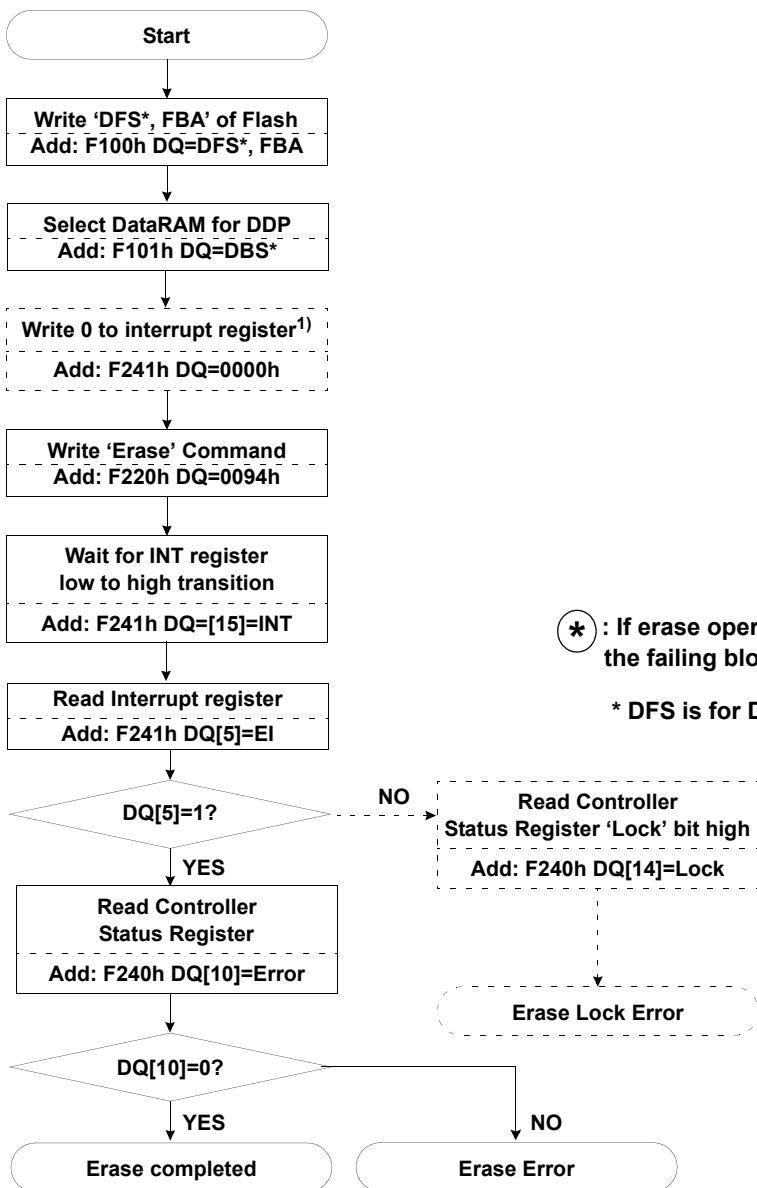 Start
Write ‘DFS*, FBA’ of Flash
Add: F100h DQ=DFS*, FBA
Select DataRAM for DDP
Add: F101h DQ=DBS*
Write 0 to interrupt register1)
Add: F241h DQ=0000h
Write ‘Erase’ Command
Add: F220h DQ=0094h
Wait for INT register
low to high transition
Add: F241h DQ=[15]=INT
* : If erase oper
the failing blo
* DFS is for D
Read Interrupt register
Add: F241h DQ[5]=EI
DQ[5]=1?
NO
Read Controller
Status Register ‘Lock’ bit high
Add: F240h DQ[14]=Lock
YES
Read Controller
Status Register
Add: F240h DQ[10]=Error
Erase Lock Error
DQ[10]=0?
YES
NO
Erase completed
Erase Error